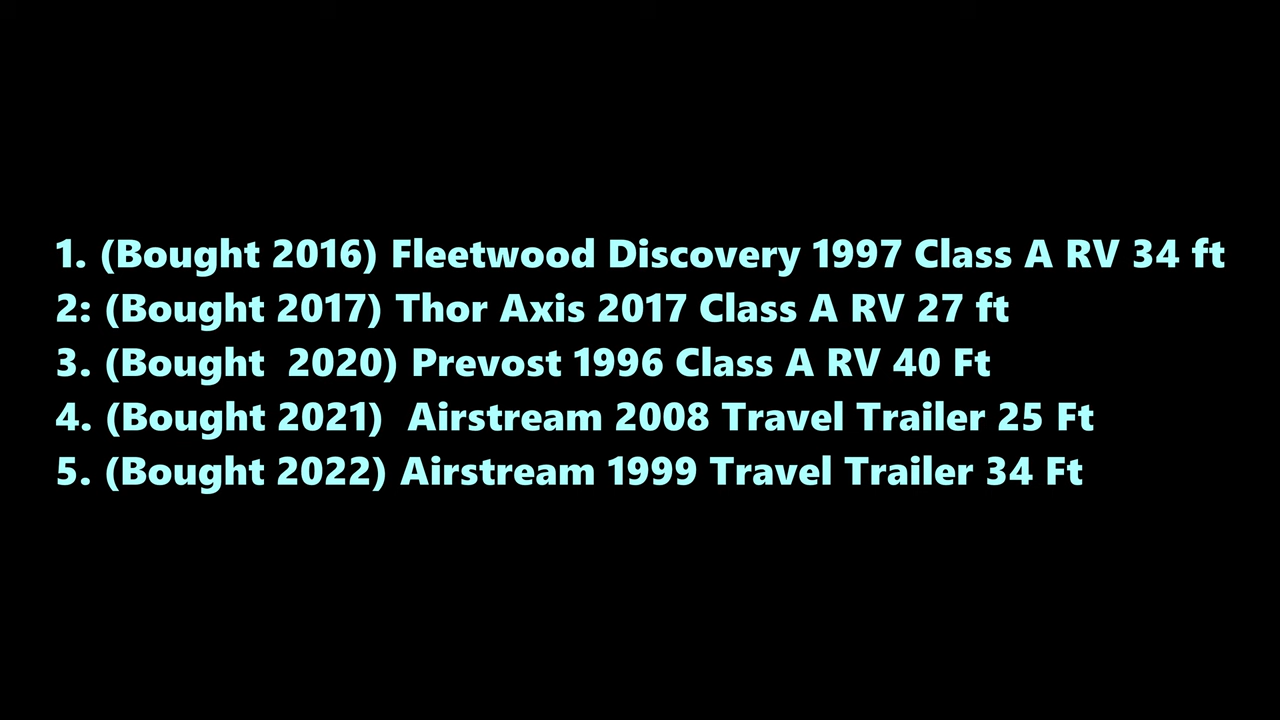 1. (Bought 2016) Fleetwood Discovery 1997 Class A RV 34 ft
2: (Bought 2017) Thor Axis 2017 Class A RV 27 ft
3. (Bought  2020) Prevost 1996 Class A RV 40 Ft
4. (Bought 2021)  Airstream 2008 Travel Trailer 25 Ft
5. (Bought 2022) Airstream 1999 Travel Trailer 34 Ft